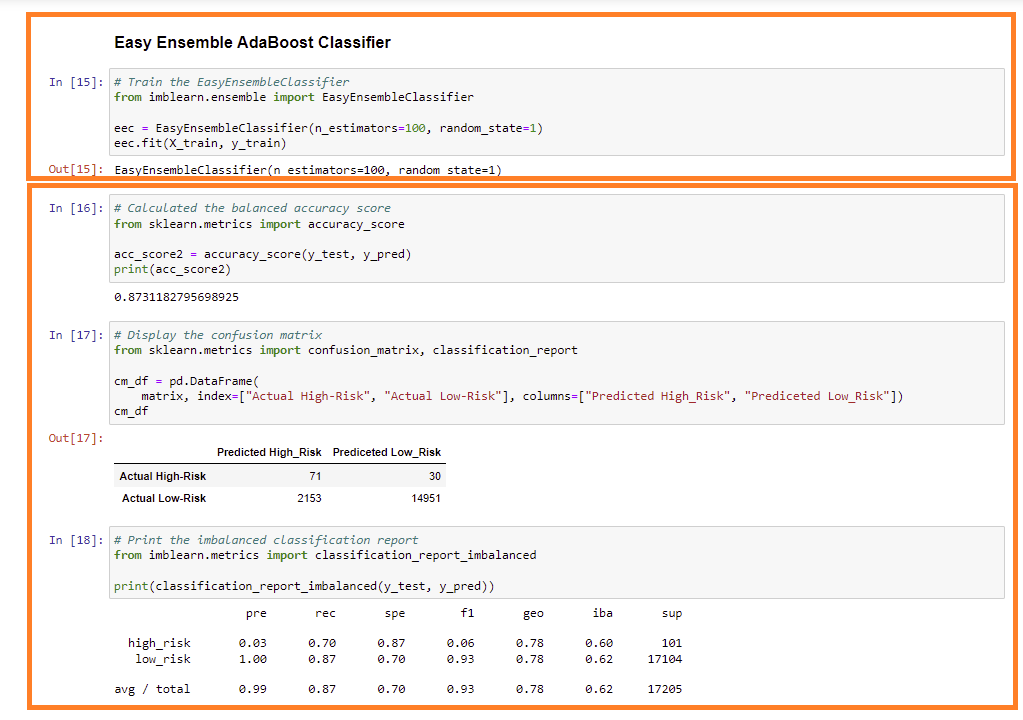 Easy Ensemble AdaBoost Classifier
In [15]: # Train the EasyEnsembleClassifier
from imblearn.ensemble import EasyEnsembleClassifier
eec = EasyEnsembleClassifier(n_estimators=100, random_state=1)
eec.fit(X_train, y_train)
Out[15]: EasyEnsembleClassifier(n_estimators=100, random_state=1)
In [16]: # Calculated the balanced accuracy score
from sklearn.metrics import accuracy_score
acc_score2 = accuracy_score(y_test, y_pred)
print(acc_score2)
0.8731182795698925
In [17]: # Display the confusion matrix
from sklearn.metrics import confusion_matrix, classification_report
cm_df = pd.DataFrame(
matrix, index=["Actual High-Risk", "Actual Low-Risk"], columns=["Predicted High_Risk", "Prediceted Low_Risk"])
cm_df
Out[17]:
Predicted High_Risk Prediceted Low_Risk
Actual High-Risk 71 30
Actual Low-Risk 2153 14951
In [18]: # Print the imbalanced classification report
from imblearn.metrics import classification_report_imbalanced
print(classification_report_imbalanced(y_test, y_pred))
pre rec spe f1 geo iba sup
high_risk 0.03 0.70 0.87 0.06 0.78 0.60 101
low_risk 1.00 0.87 0.70 0.93 0.78 0.62 17104
avg / total 0.99 0.87 0.70 0.93 0.78 0.62 17205